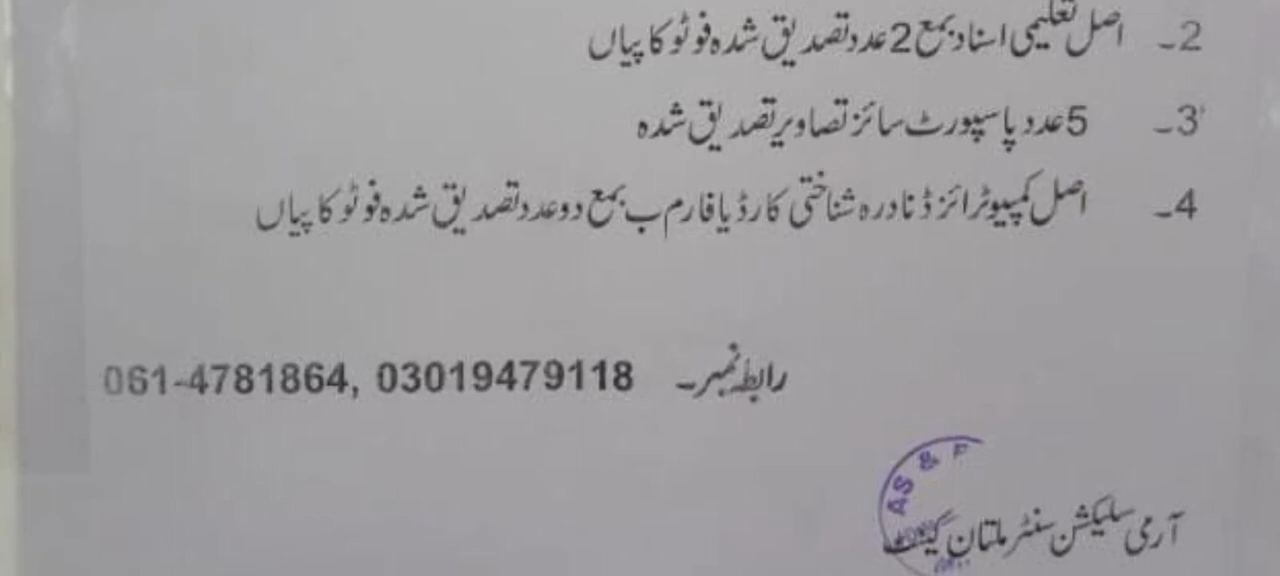 2۔ اصل تعلیمی اسناد بمع 2 عدد تصدیق شدہ فوٹو کاپیاں
3۔ 5 عدد پاسپورٹ سائز تصاویر تصدیق شدہ
4۔ اصل کمپیوٹرائزڈ نادرہ شناختی کارڈ یا فارم ب بمع دو عدد تصدیق شدہ فوٹو کاپیاں
رابطہ نمبر۔ 03019479118 ,061-4781864
AS & R
آرمی سلیکشن سنٹر ملتان کینٹ